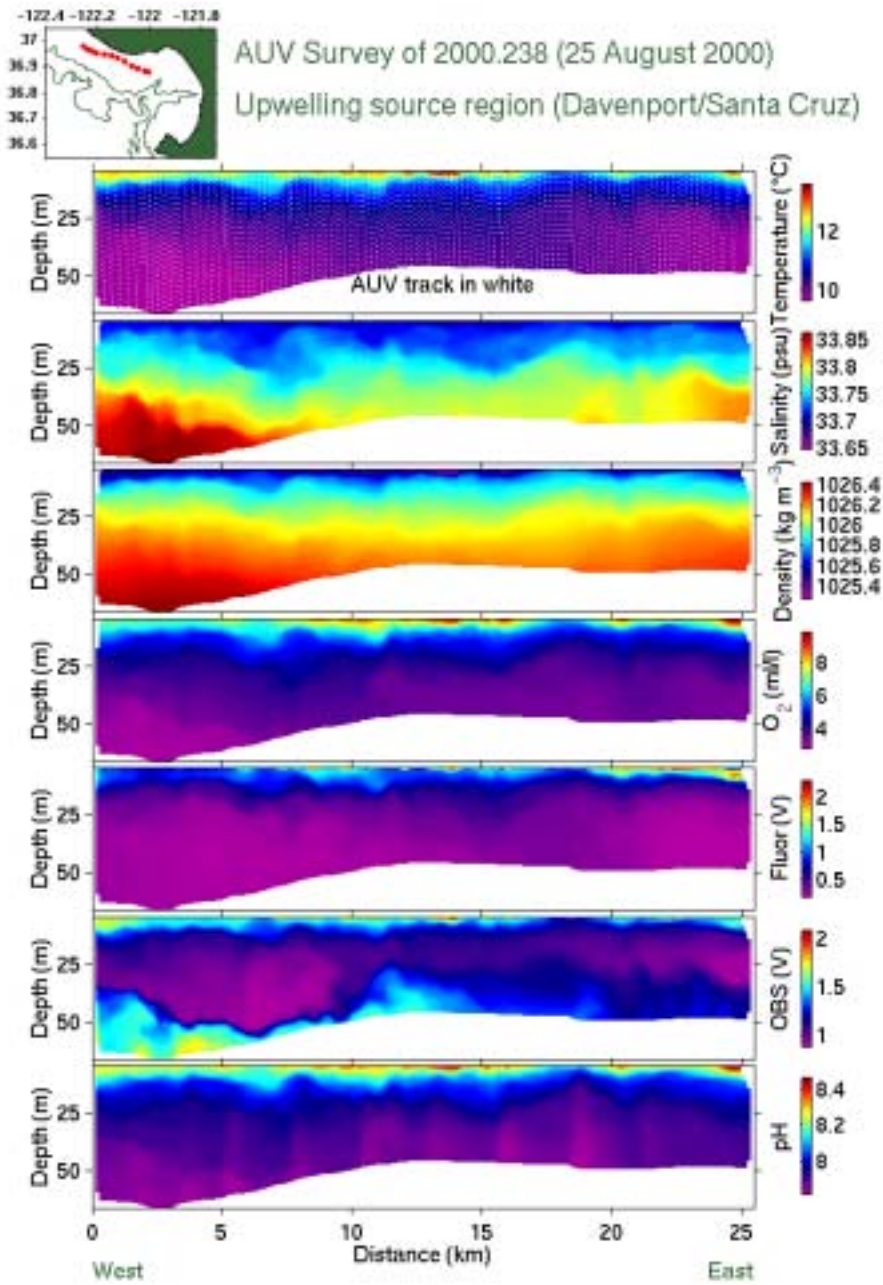 -122.4 -122.2 -122 -121.8
37
36.9
36.8
36.7
36.6
AUV Survey of 2000.238 (25 August 2000)
Upwelling source region (Davenport/Santa Cruz)
Depth (m)
25
50
AUV track in white
Temperature (°C)
12
10
Depth (m)
25
50
Salinity (psu)
33.85
33.8
33.75
33.7
33.65
Depth (m)
25
50
Density (kg m⁻³)
1026.4
1026.2
1026
1025.8
1025.6
1025.4
Depth (m)
25
50
O₂ (ml/l)
8
6
4
Depth (m)
25
50
Fluor (V)
2
1.5
1
0.5
Depth (m)
25
50
OBS (V)
2
1.5
1
Depth (m)
25
50
pH
8.4
8.2
8
0 5 10 15 20 25
Distance (km)
West East